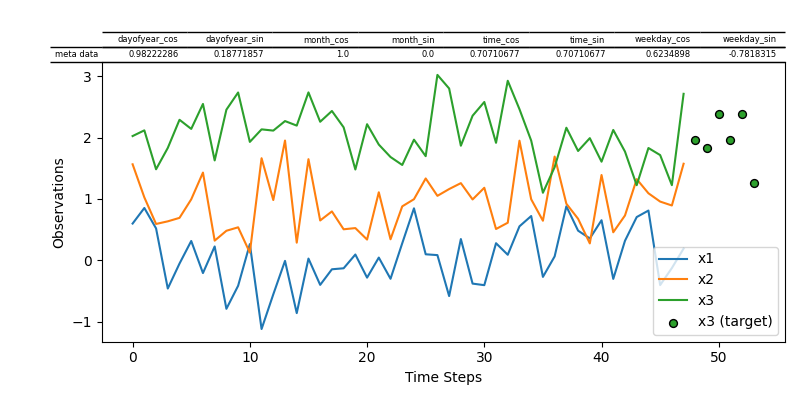 dayofyear_cos dayofyear_sin month_cos month_sin time_cos time_sin weekday_cos weekday_sin
meta data 0.98222286 0.18771857 1.0 0.0 0.70710677 0.70710677 0.6234898 -0.7818315
3
2
1
0
−1
Observations
0 10 20 30 40 50
Time Steps
x1
x2
x3
x3 (target)